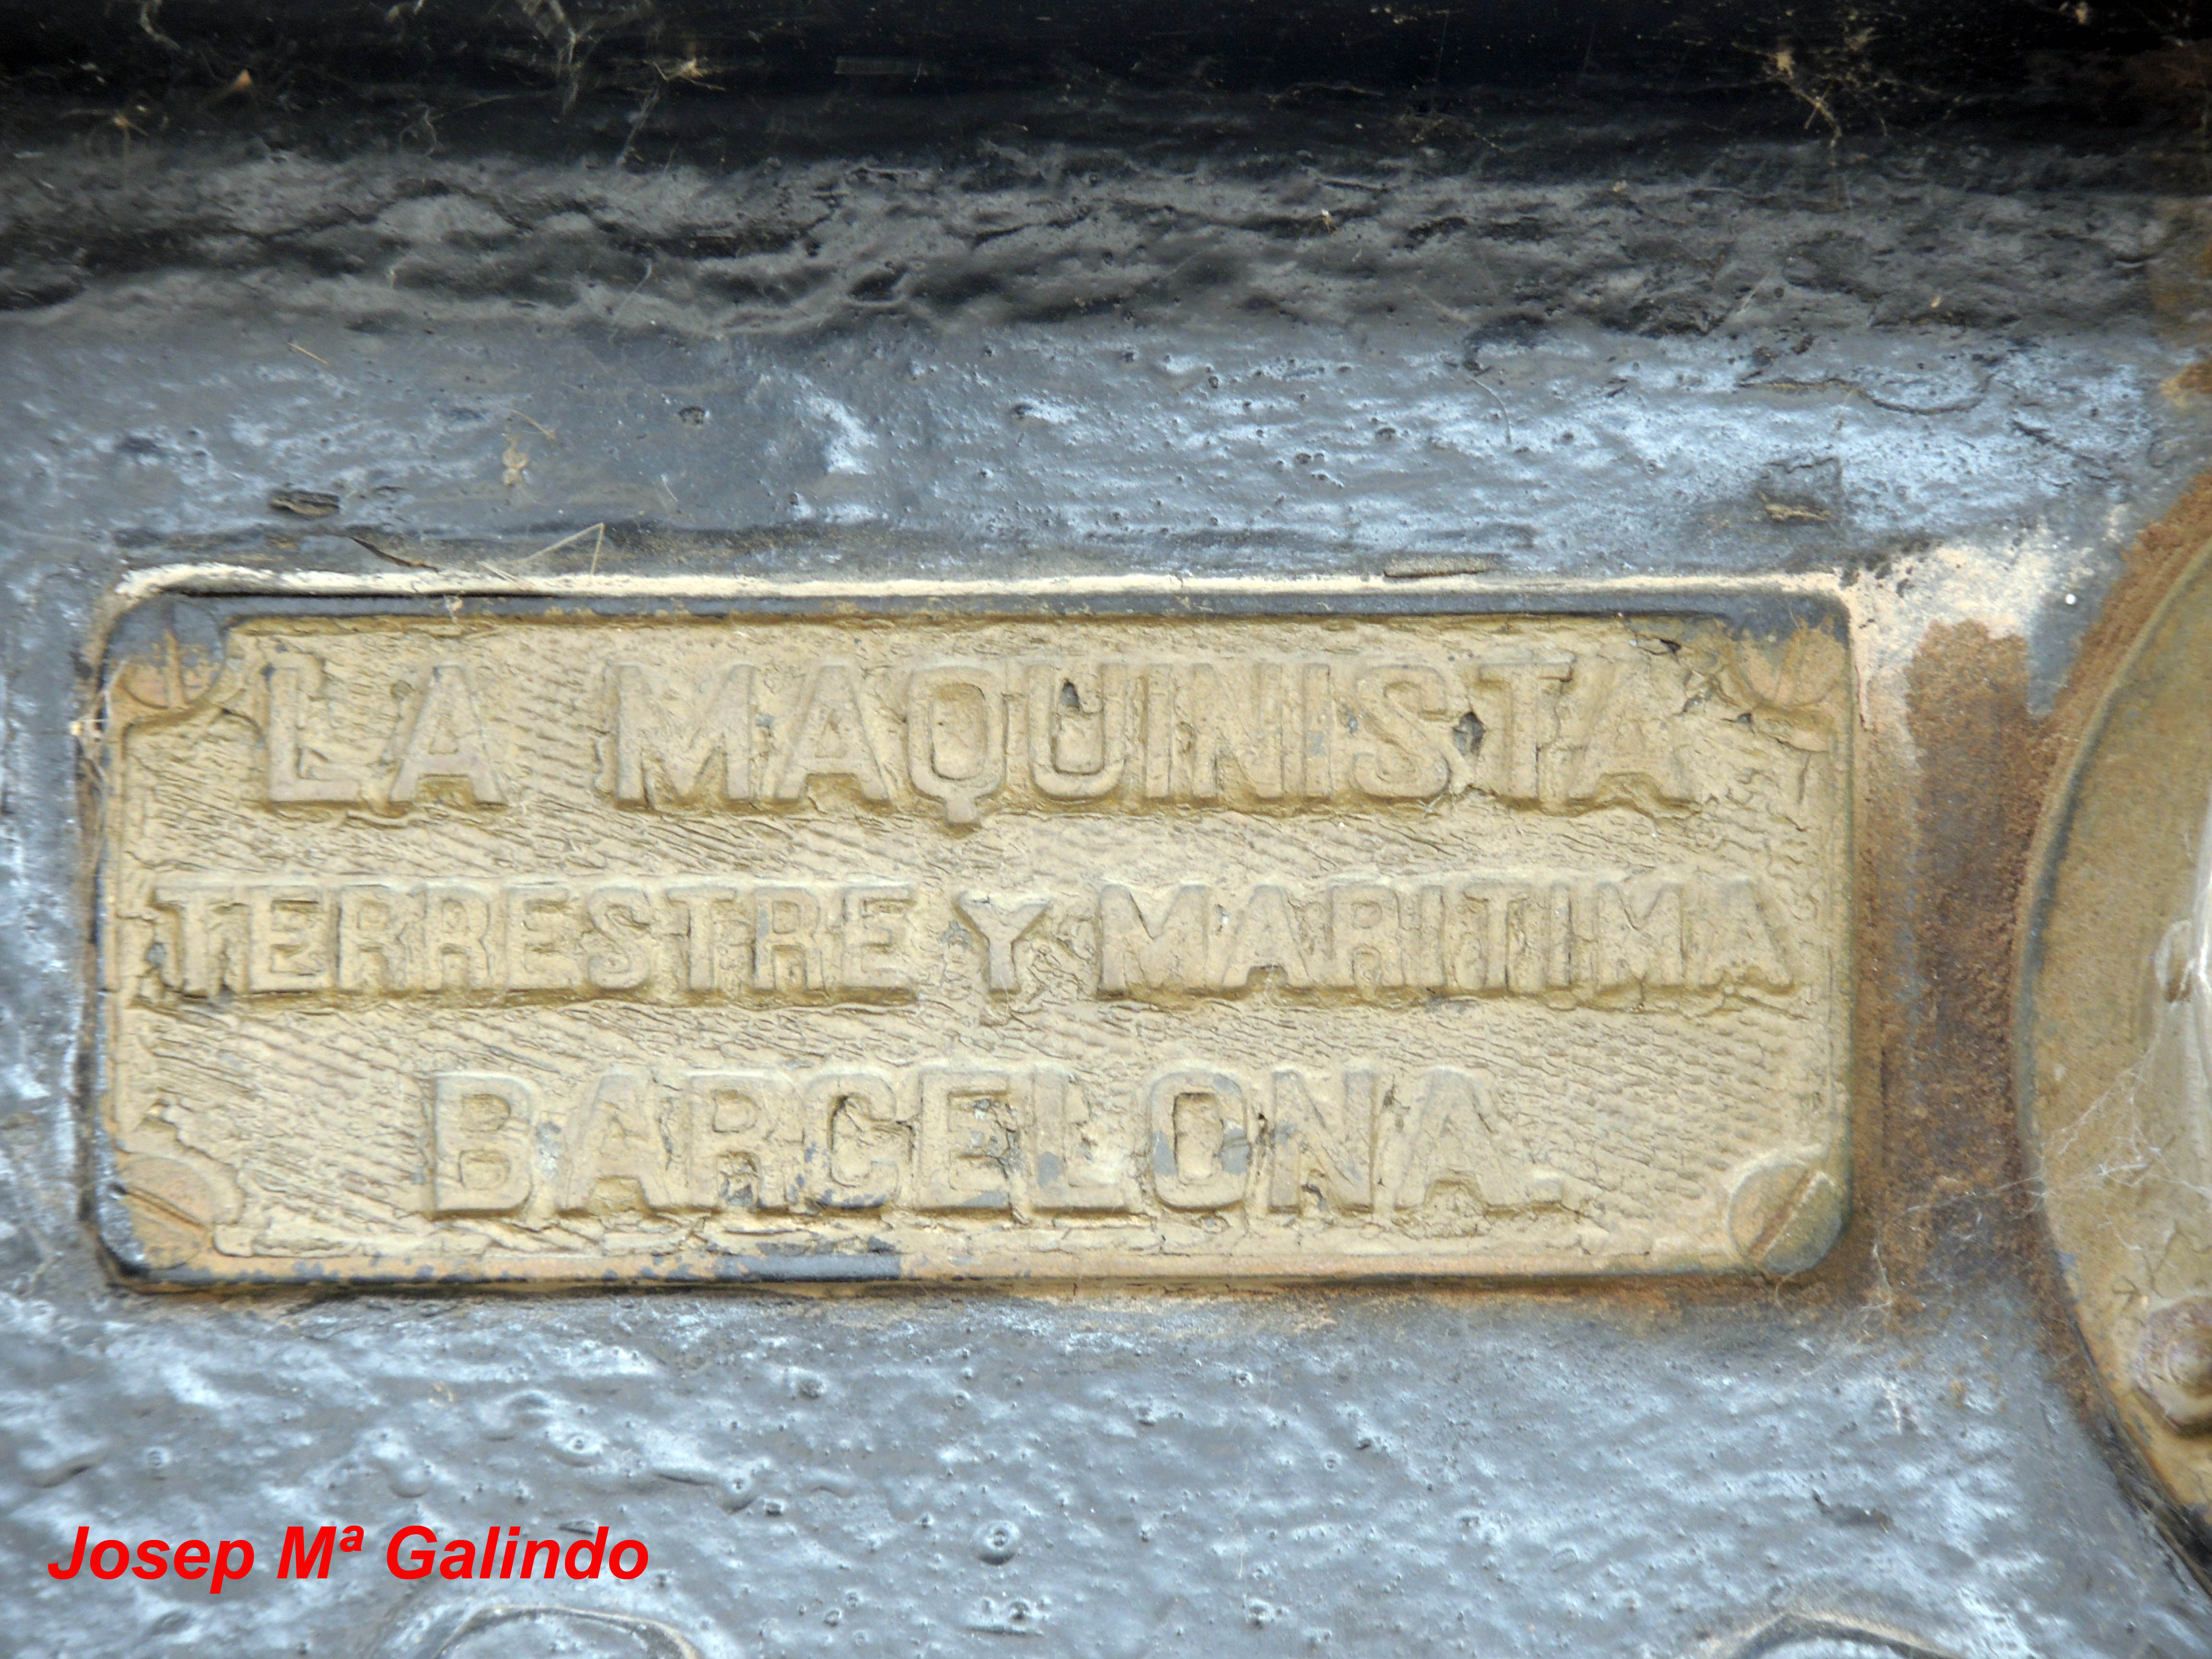 LA MAQUINISTA
TERRESTRE Y MARITIMA
BARCELONA.
Josep Mª Galindo